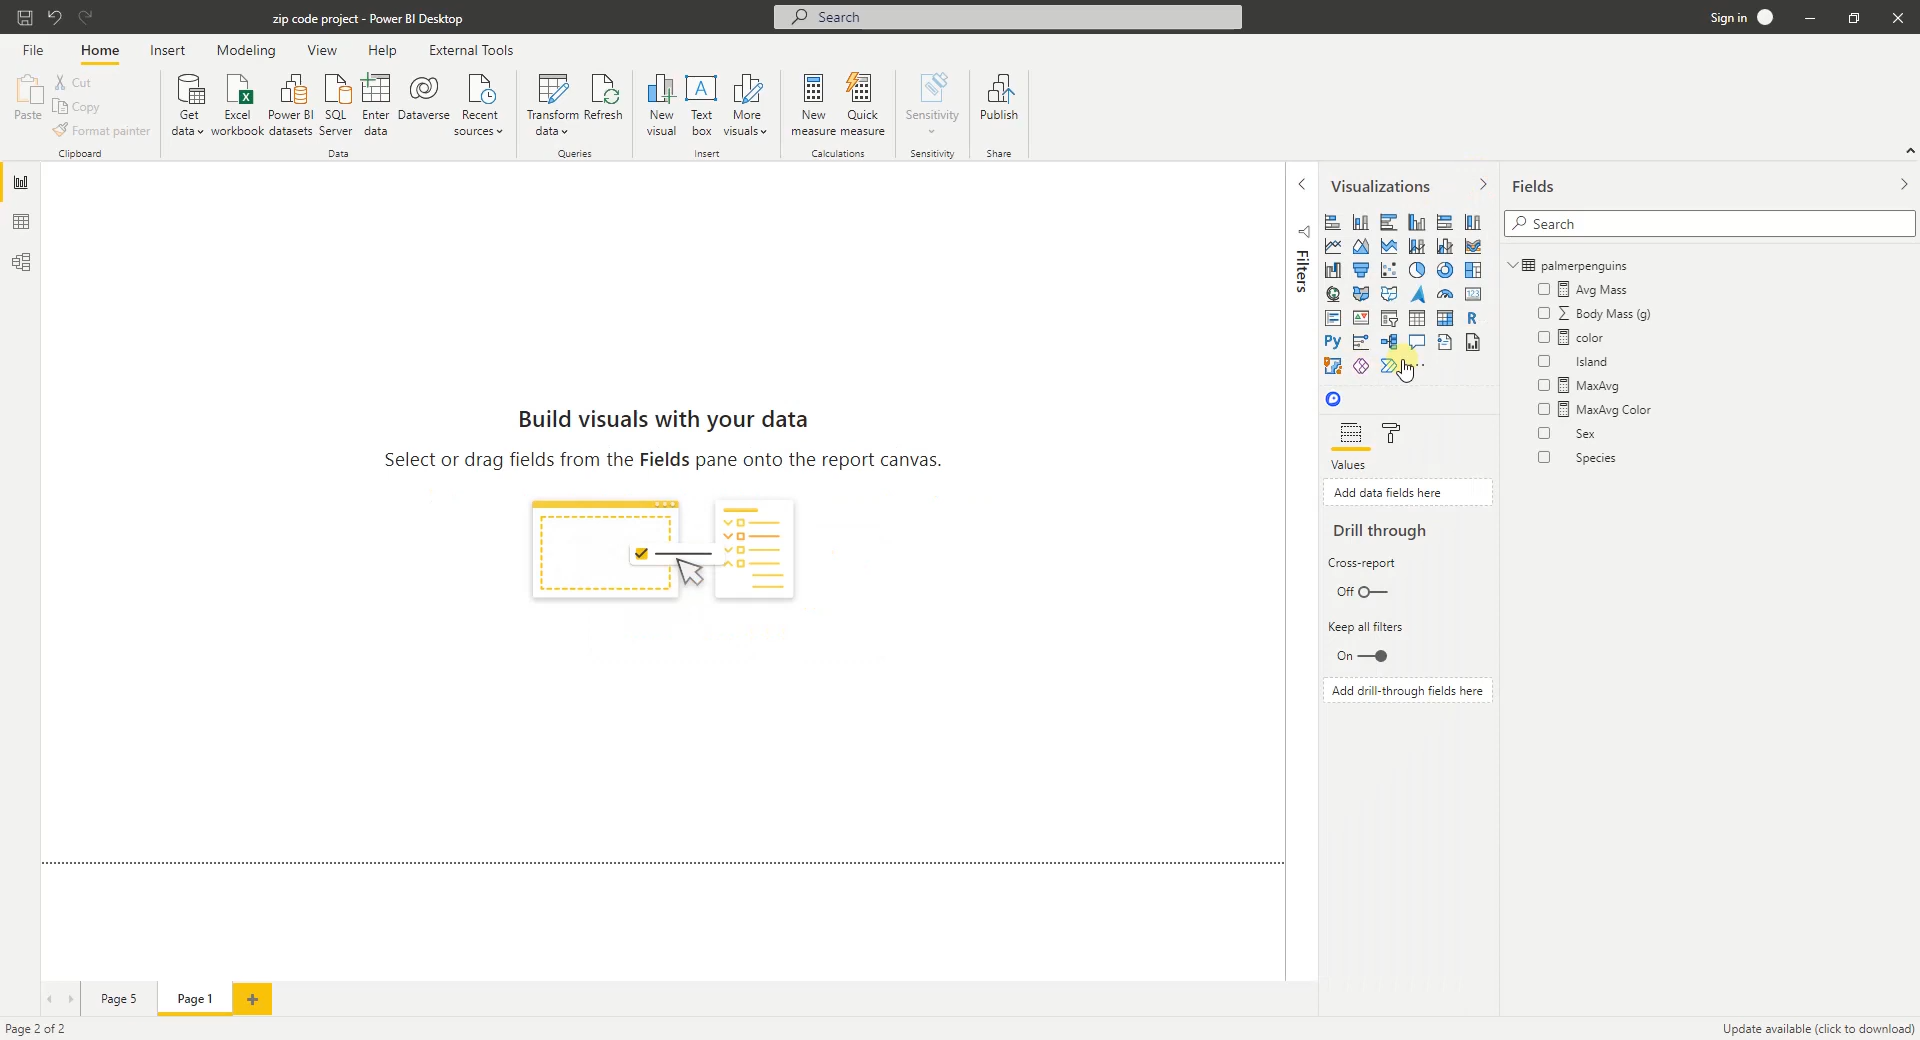 zip code project - Power BI Desktop
Search
Sign in
File
Home
Insert
Modeling
View
Help
External Tools
Paste
Cut
Copy
Format painter
Clipboard
Get data
Excel workbook
Power BI datasets
SQL Server
Enter data
Dataverse
Recent sources
Data
Transform data
Refresh
Queries
New visual
Text box
More visuals
Insert
New measure
Quick measure
Calculations
Sensitivity
Sensitivity
Publish
Share
Build visuals with your data
Select or drag fields from the Fields pane onto the report canvas.
Filters
Visualizations
123
R
Py
Values
Add data fields here
Drill through
Cross-report
Off
Keep all filters
On
Add drill-through fields here
Fields
Search
palmerpenguins
Avg Mass
Body Mass (g)
color
Island
MaxAvg
MaxAvg Color
Sex
Species
Page 5
Page 1
Page 2 of 2
Update available (click to download)